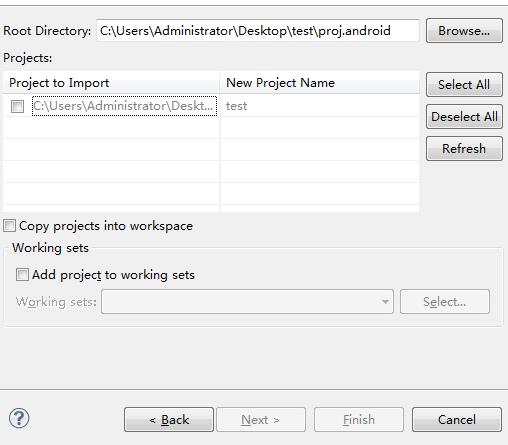 Root Directory: C:\Users\Administrator\Desktop\test\proj.android Browse...
Projects:
Project to Import New Project Name
C:\Users\Administrator\Deskt... test
Select All
Deselect All
Refresh
Copy projects into workspace
Working sets
Add project to working sets
Working sets: Select...
? < Back Next > Finish Cancel